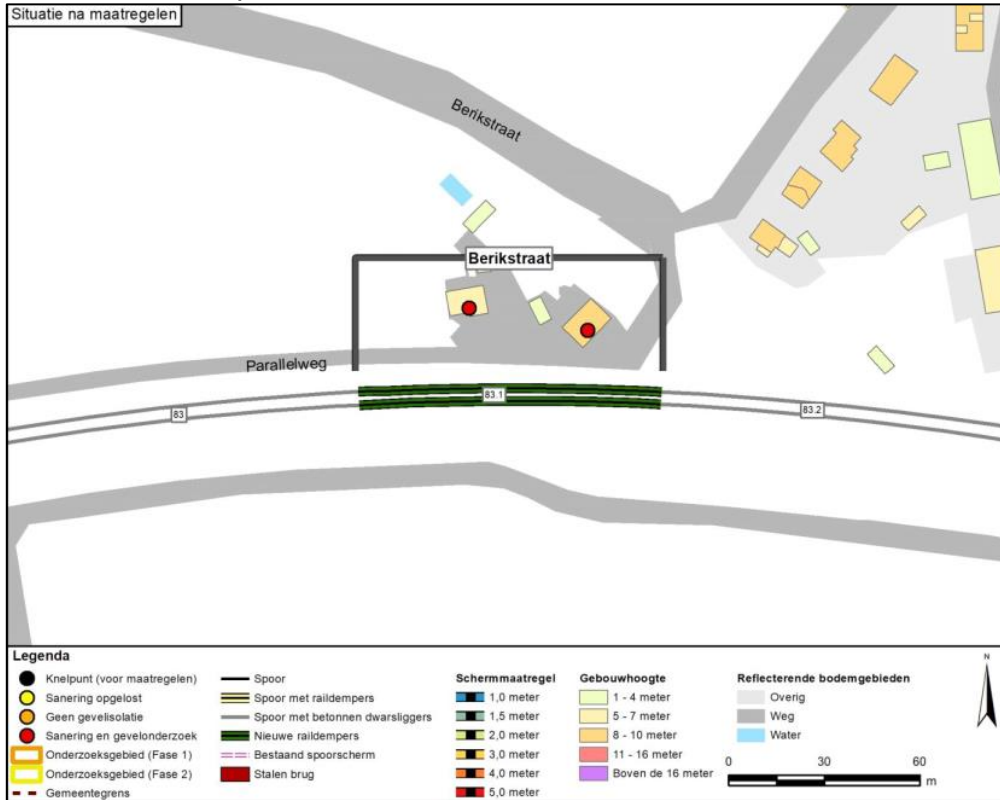 Situatie na maatregelen
Berikstraat
Berikstraat
Parallelweg
83
83.1
83.2
Legenda
Knelpunt (voor maatregelen)
Sanering opgelost
Geen gevelisolatie
Sanering en gevelonderzoek
Onderzoeksgebied (Fase 1)
Onderzoeksgebied (Fase 2)
Gemeentegrens
Spoor
Spoor met raildempers
Spoor met betonnen dwarsliggers
Nieuwe raildempers
Bestaand spoorscherm
Stalen brug
Schermmaatregel
1,0 meter
1,5 meter
2,0 meter
3,0 meter
4,0 meter
5,0 meter
Gebouwhoogte
1 - 4 meter
5 - 7 meter
8 - 10 meter
11 - 16 meter
Boven de 16 meter
Reflecterende bodemgebieden
Overig
Weg
Water
N
0 30 60
m